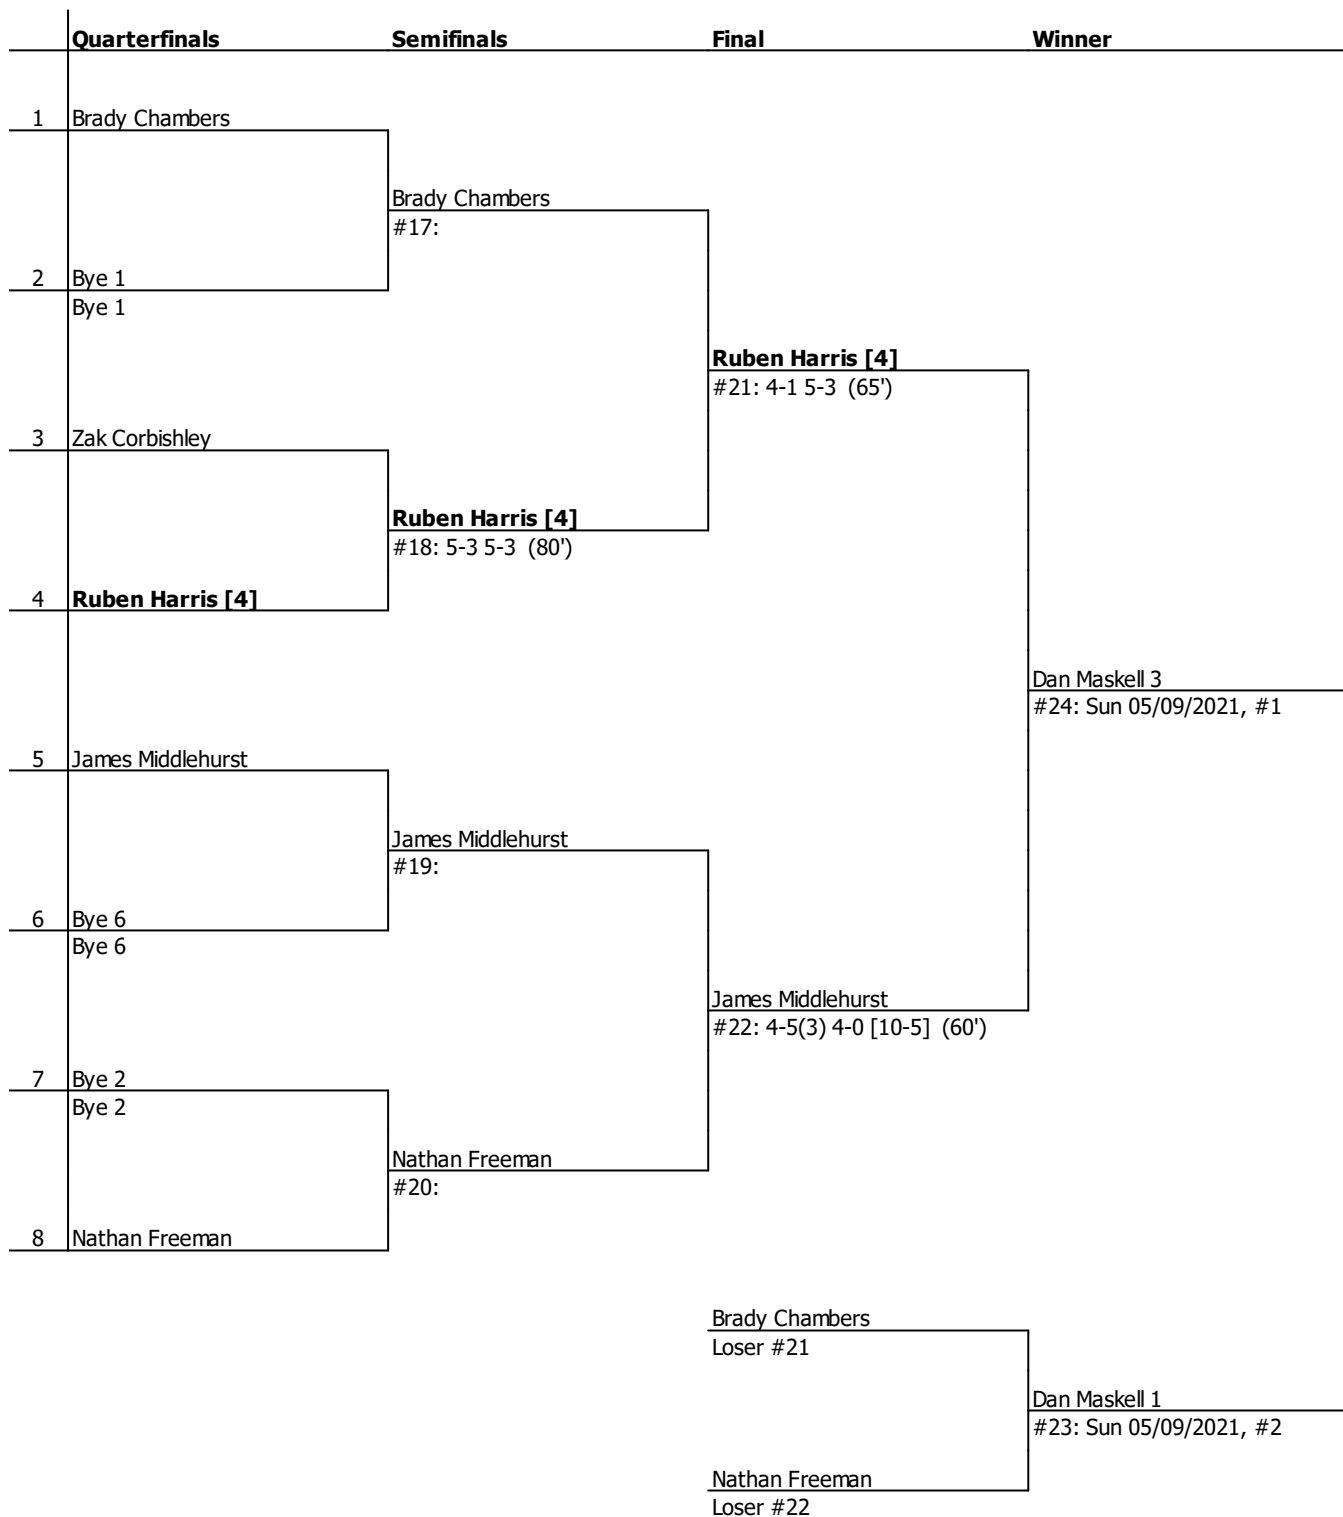 Quarterfinals Semifinals Final Winner
1 Brady Chambers
Brady Chambers
#17:
2 Bye 1
Bye 1
Ruben Harris [4]
#21: 4-1 5-3 (65')
3 Zak Corbishley
Ruben Harris [4]
#18: 5-3 5-3 (80')
4 Ruben Harris [4]
Dan Maskell 3
#24: Sun 05/09/2021, #1
5 James Middlehurst
James Middlehurst
#19:
6 Bye 6
Bye 6
James Middlehurst
#22: 4-5(3) 4-0 [10-5] (60')
7 Bye 2
Bye 2
Nathan Freeman
#20:
8 Nathan Freeman
Brady Chambers
Loser #21
Dan Maskell 1
#23: Sun 05/09/2021, #2
Nathan Freeman
Loser #22